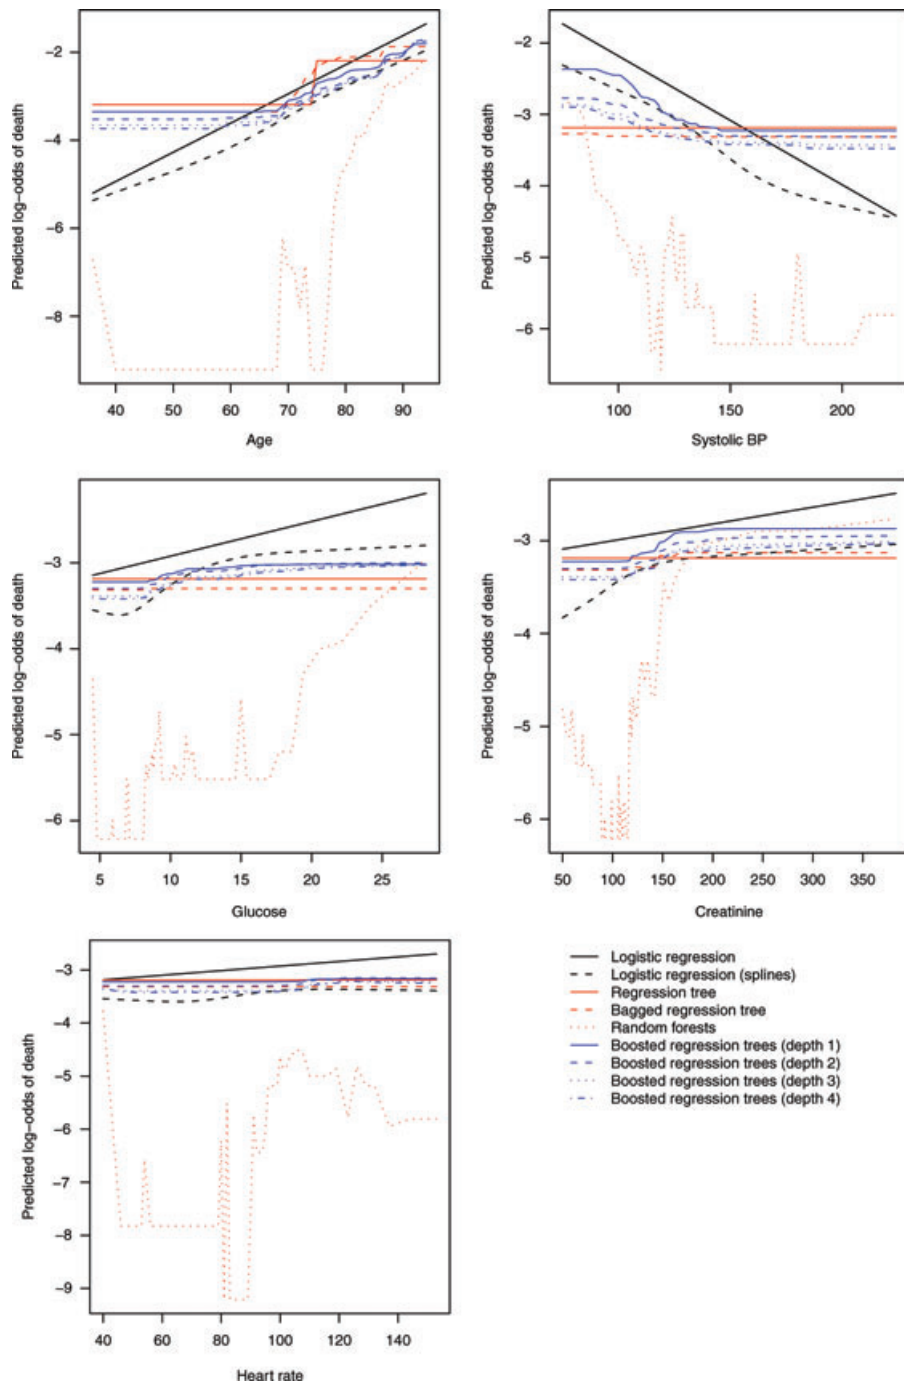 Predicted log-odds of death
-2
-4
-6
-8
40 50 60 70 80 90
Age
Predicted log-odds of death
-2
-3
-4
-5
-6
100 150 200
Systolic BP
Predicted log-odds of death
-3
-4
-5
-6
5 10 15 20 25
Glucose
Predicted log-odds of death
-3
-4
-5
-6
50 100 150 200 250 300 350
Creatinine
Predicted log-odds of death
-3
-4
-5
-6
-7
-8
-9
40 60 80 100 120 140
Heart rate
Logistic regression
Logistic regression (splines)
Regression tree
Bagged regression tree
Random forests
Boosted regression trees (depth 1)
Boosted regression trees (depth 2)
Boosted regression trees (depth 3)
Boosted regression trees (depth 4)